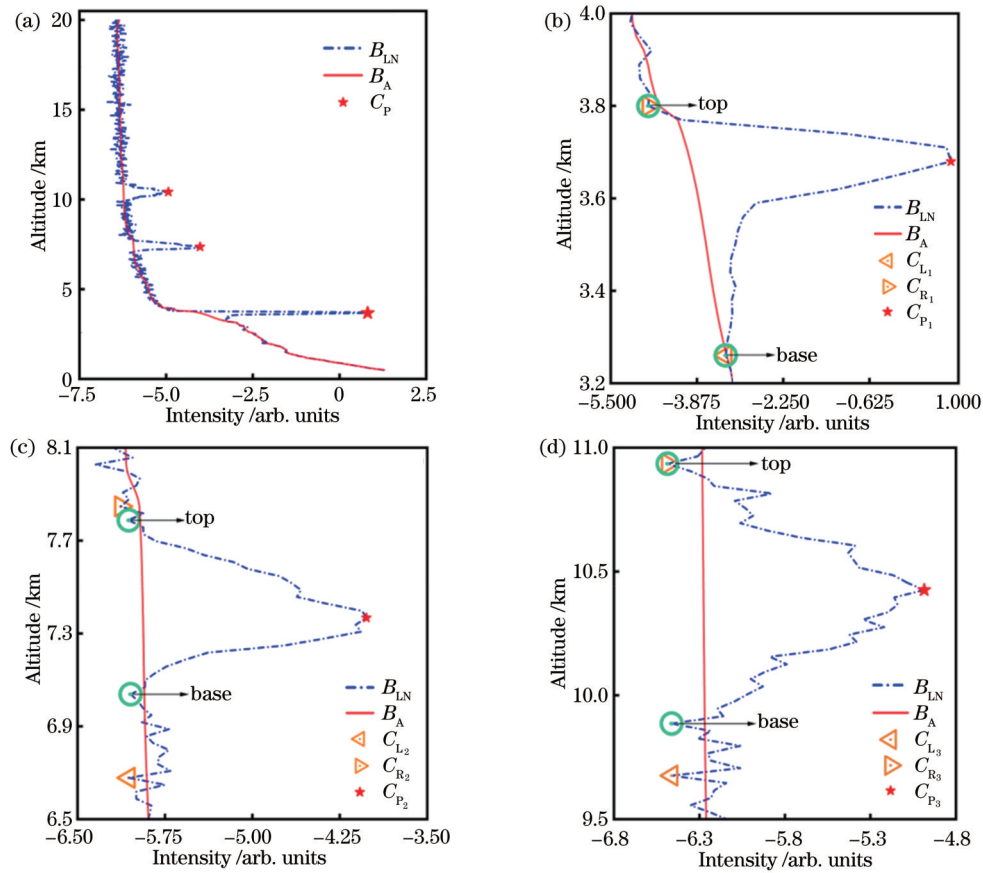 (a)
20
15
10
5
0
Altitude /km
−7.5 −5.0 −2.5 0 2.5
Intensity /arb. units
B_LN
B_A
C_P
(b)
4.0
3.8
3.6
3.4
3.2
Altitude /km
−5.500 −3.875 −2.250 −0.625 1.000
Intensity /arb. units
top
base
B_LN
B_A
C_L1
C_R1
C_P1
(c)
8.1
7.7
7.3
6.9
6.5
Altitude /km
−6.50 −5.75 −5.00 −4.25 −3.50
Intensity /arb. units
top
base
B_LN
B_A
C_L2
C_R2
C_P2
(d)
11.0
10.5
10.0
9.5
Altitude /km
−6.8 −6.3 −5.8 −5.3 −4.8
Intensity /arb. units
top
base
B_LN
B_A
C_L3
C_R3
C_P3